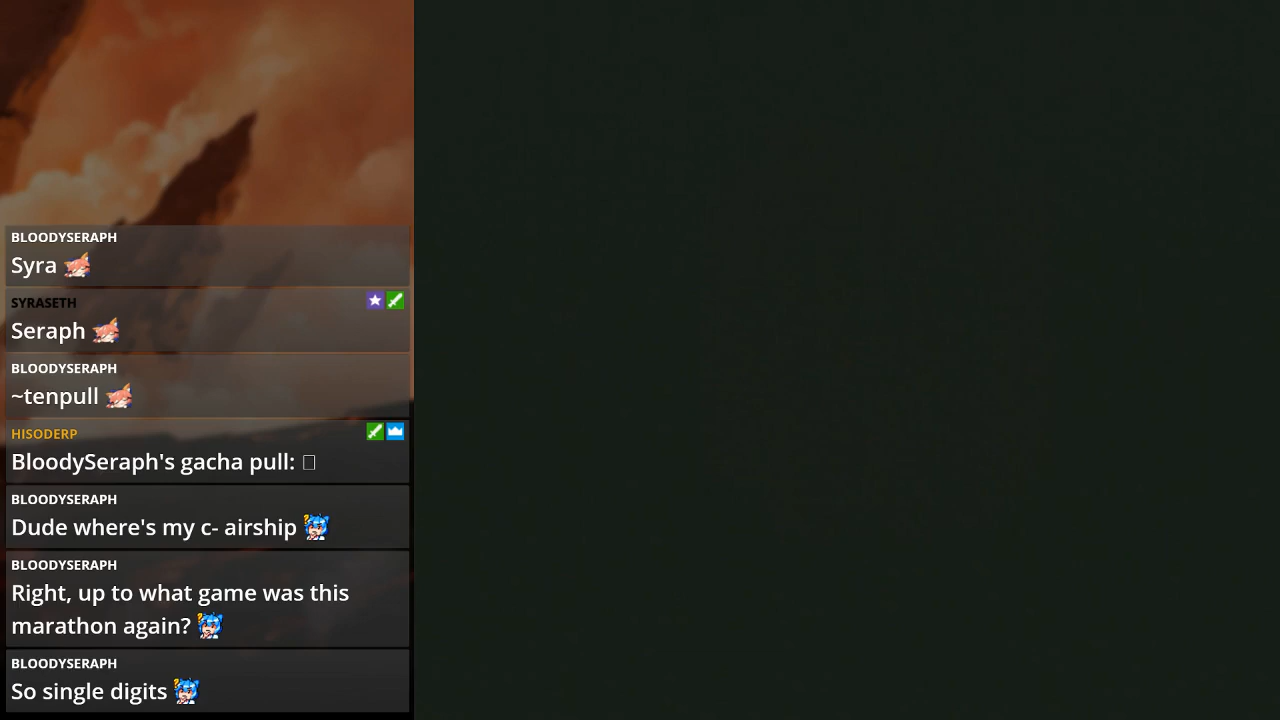 BLOODYSERAPH
Syra
SYRASETH
Seraph
BLOODYSERAPH
~tenpull
HISODERP
BloodySeraph's gacha pull:
BLOODYSERAPH
Dude where's my c- airship
BLOODYSERAPH
Right, up to what game was this
marathon again?
BLOODYSERAPH
So single digits